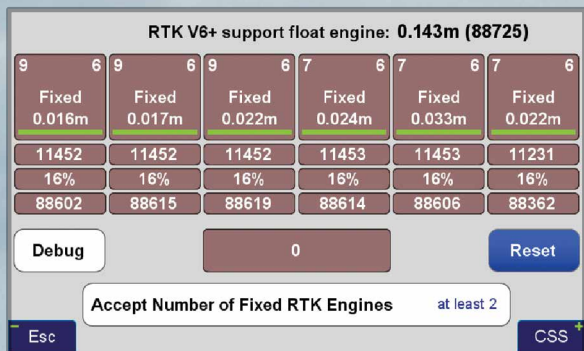 RTK V6+ support float engine: 0.143m (88725)
9 6 9 6 9 6 7 6 7 6 7 6
Fixed Fixed Fixed Fixed Fixed Fixed
0.016m 0.017m 0.022m 0.024m 0.033m 0.022m
11452 11452 11452 11453 11453 11231
16% 16% 16% 16% 16% 16%
88602 88615 88619 88614 88606 88362
Debug 0 Reset
Accept Number of Fixed RTK Engines at least 2
- Esc CSS +